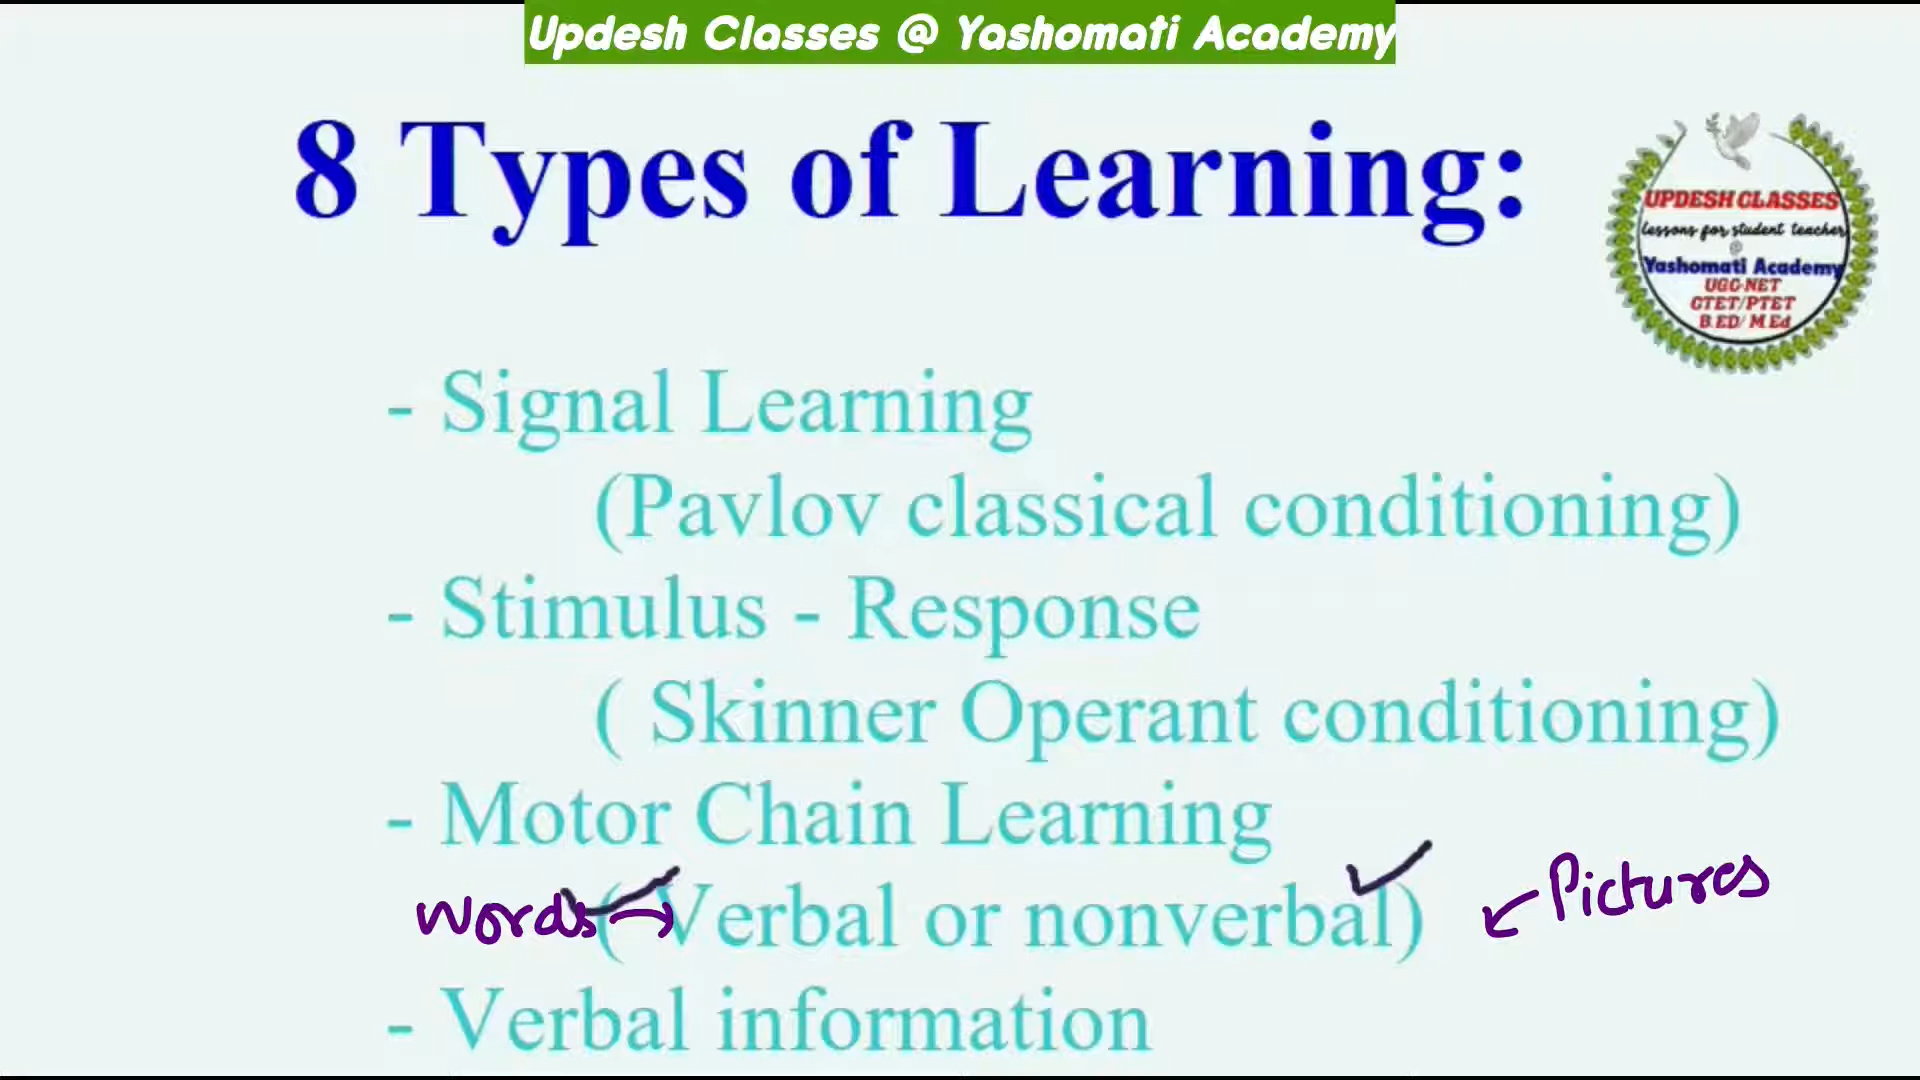 Updesh Classes @ Yashomati Academy
8 Types of Learning:
UPDESH CLASSES
lessons for student teacher
@
Yashomati Academy
UGC-NET
CTET/PTET
B.ED/ M.Ed
- Signal Learning
(Pavlov classical conditioning)
- Stimulus - Response
( Skinner Operant conditioning)
- Motor Chain Learning
words → ( Verbal or nonverbal) ← Pictures
- Verbal information